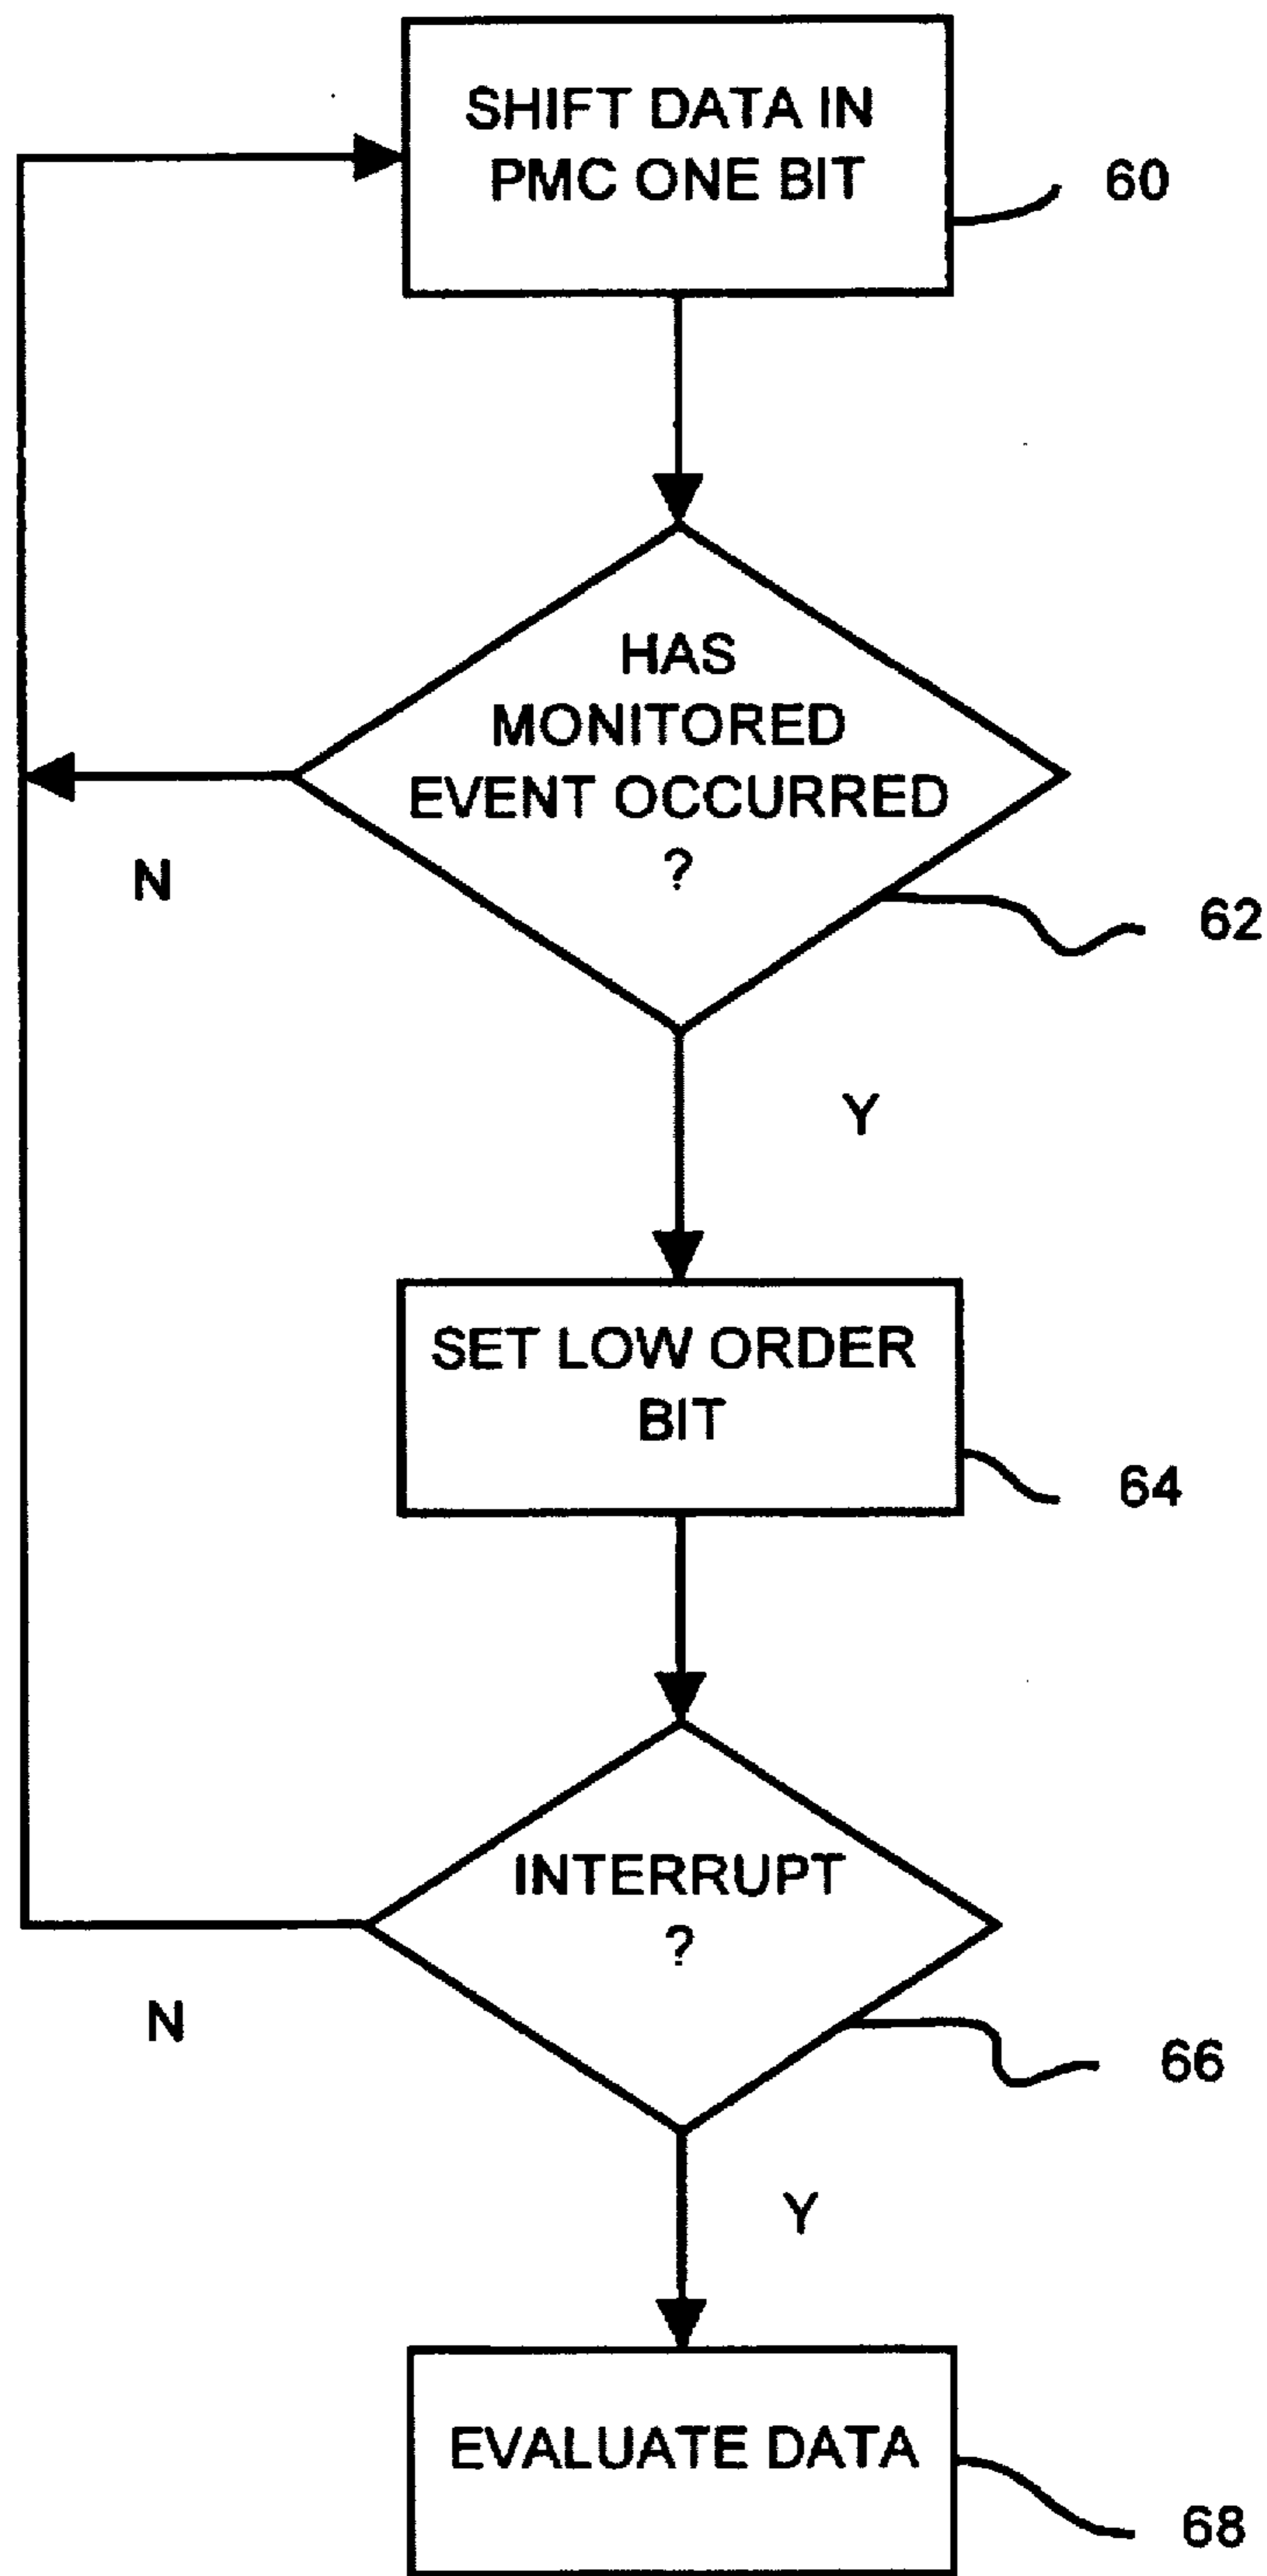 SHIFT DATA IN
PMC ONE BIT
60
HAS
MONITORED
EVENT OCCURRED
?
N
62
Y
SET LOW ORDER
BIT
64
INTERRUPT
?
N
66
Y
EVALUATE DATA
68